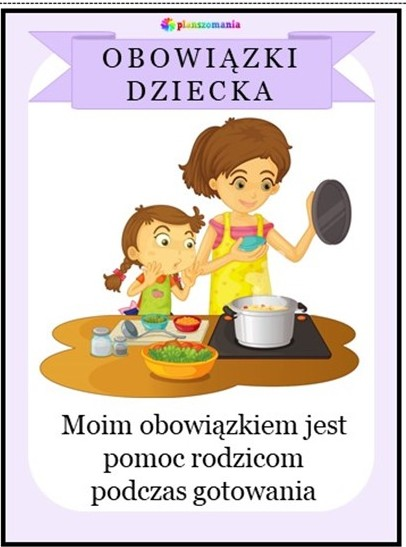 planszomania
OBOWIĄZKI
DZIECKA
Moim obowiązkiem jest
pomoc rodzicom
podczas gotowania